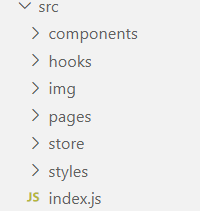 src
components
hooks
img
pages
store
styles
JS index.js